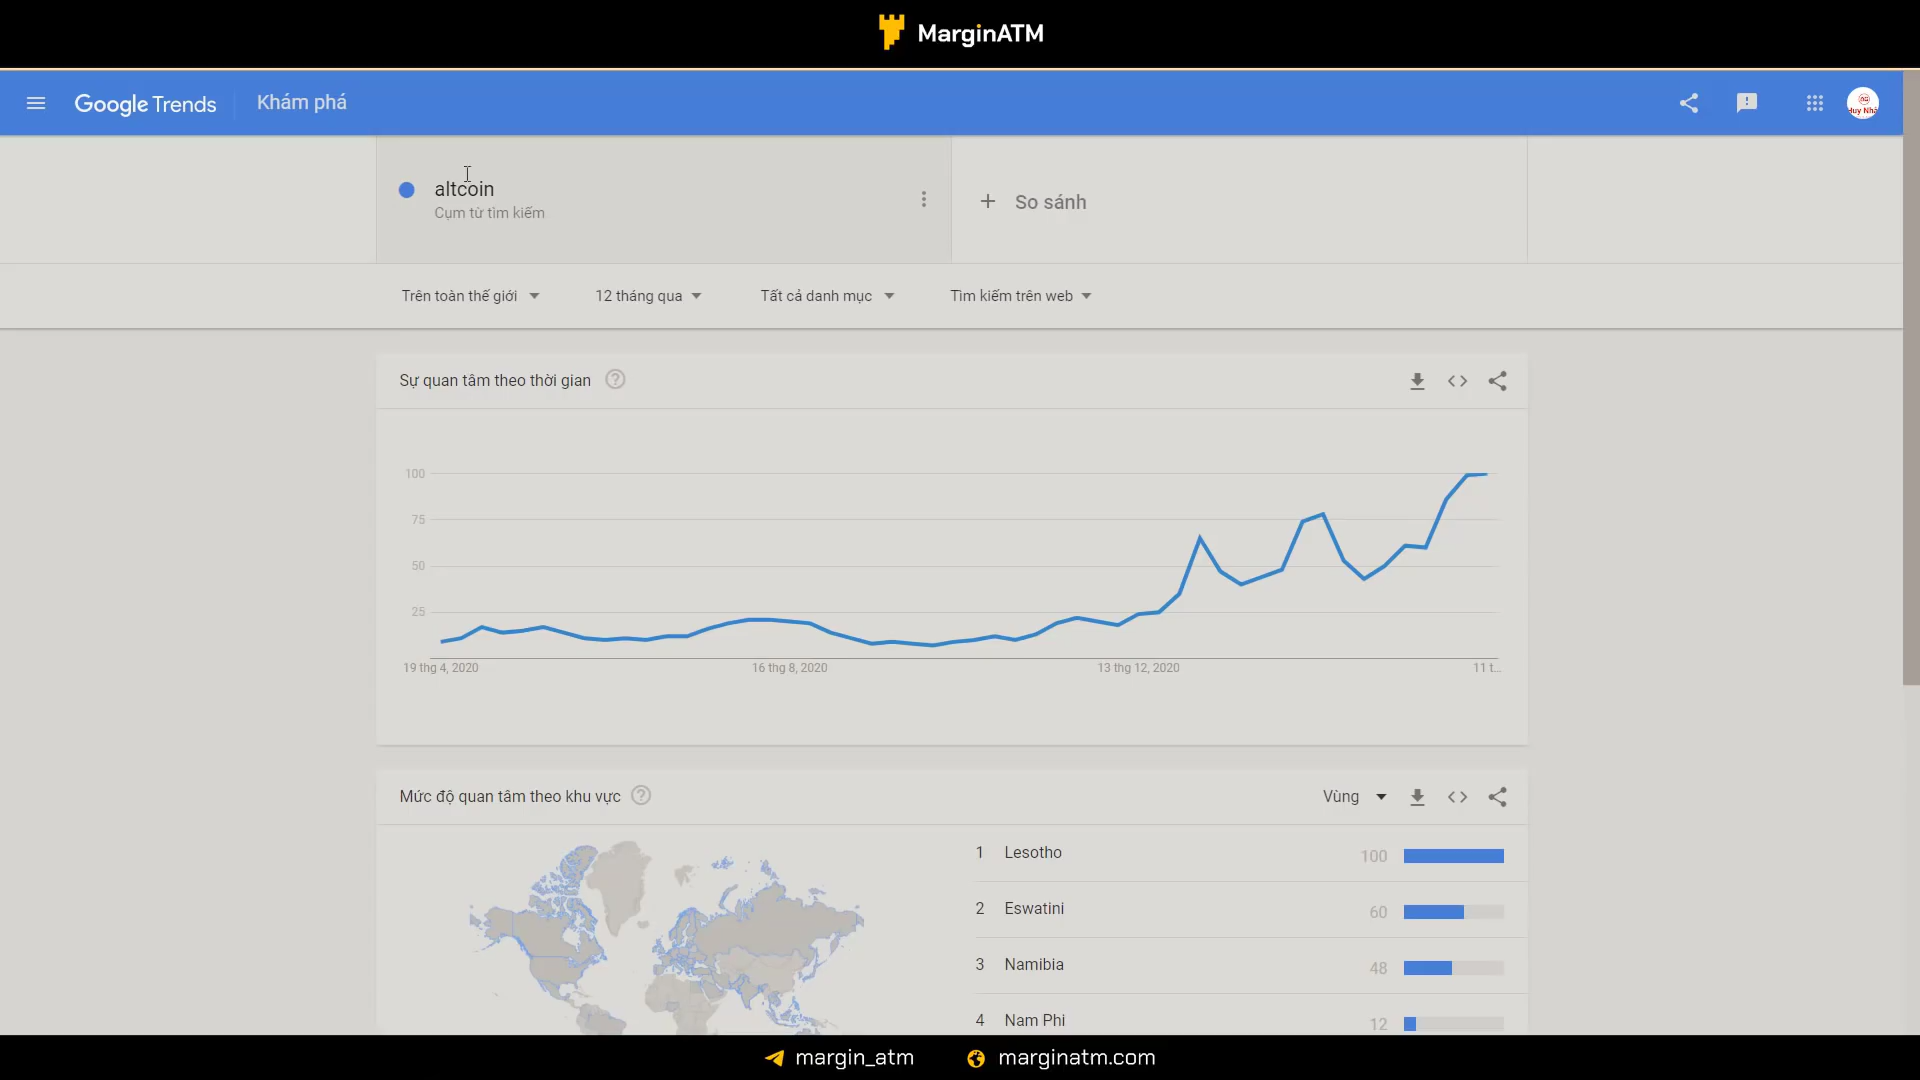 MarginATM
Google Trends Khám phá
altcoin
Cụm từ tìm kiếm
+ So sánh
Trên toàn thế giới 12 tháng qua Tất cả danh mục Tìm kiếm trên web
Sự quan tâm theo thời gian
100
75
50
25
19 thg 4, 2020 16 thg 8, 2020 13 thg 12, 2020 11 t...
Mức độ quan tâm theo khu vực Vùng
1 Lesotho 100
2 Eswatini 60
3 Namibia 48
4 Nam Phi 12
margin_atm marginatm.com